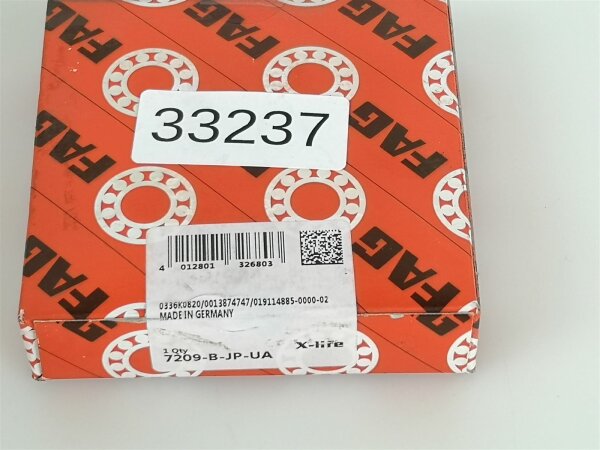 FAG
FAG
33237
FAG
FAG
FAG
FAG
4 012801 326803
0336K0820/0013874747/019114885-0000-02
MADE IN GERMANY
X-life
1 Qty
7209-B-JP-UA